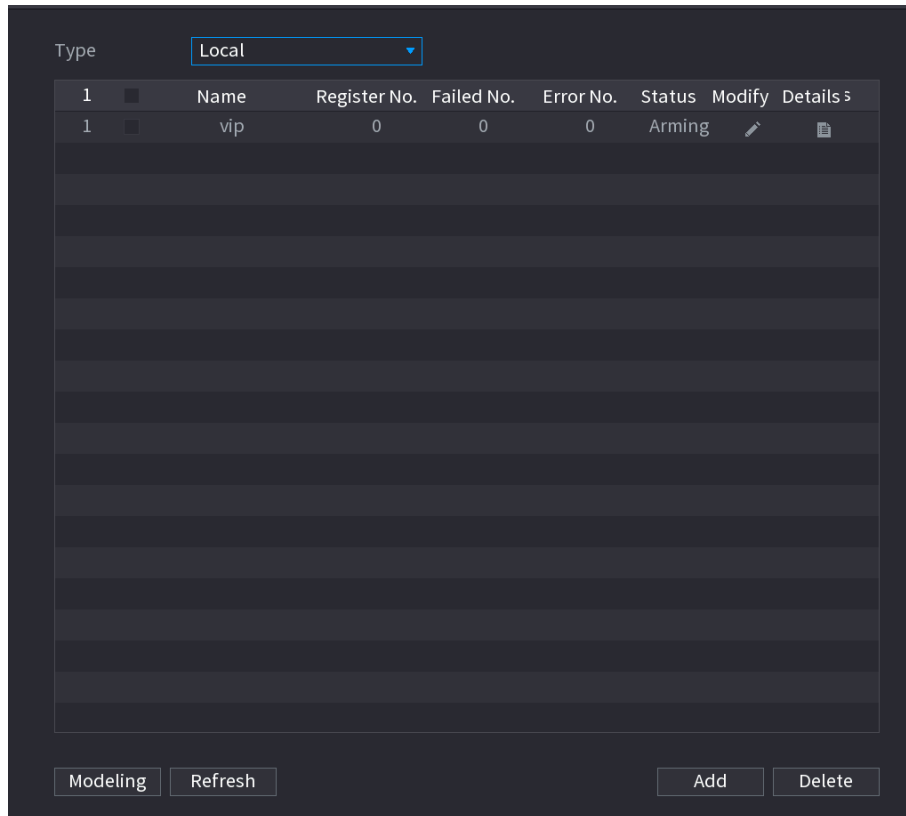 Type Local
1 Name Register No. Failed No. Error No. Status Modify Details s
1 vip 0 0 0 Arming
Modeling Refresh Add Delete